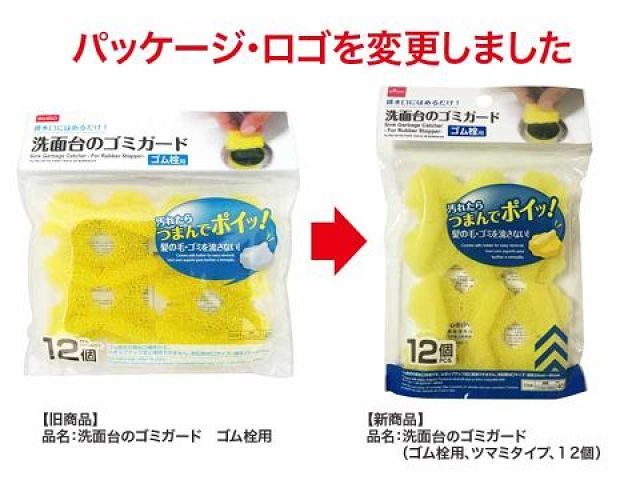 パッケージ・ロゴを変更しました
排水口にはめるだけ!
洗面台のゴミガード
Sink Garbage Catcher
- For Rubber Stopper -
ゴム栓用
汚れたら
つまんでポイッ!
髪の毛・ゴミを流さない!
12個
排水口にはめるだけ!
洗面台のゴミガード
Sink Garbage Catcher
- For Rubber Stopper -
ゴム栓用
汚れたら
つまんでポイッ!
髪の毛・ゴミを流さない!
12個
PCS
【旧商品】
品名:洗面台のゴミガード ゴム栓用
【新商品】
品名:洗面台のゴミガード
(ゴム栓用、ツマミタイプ、12個)